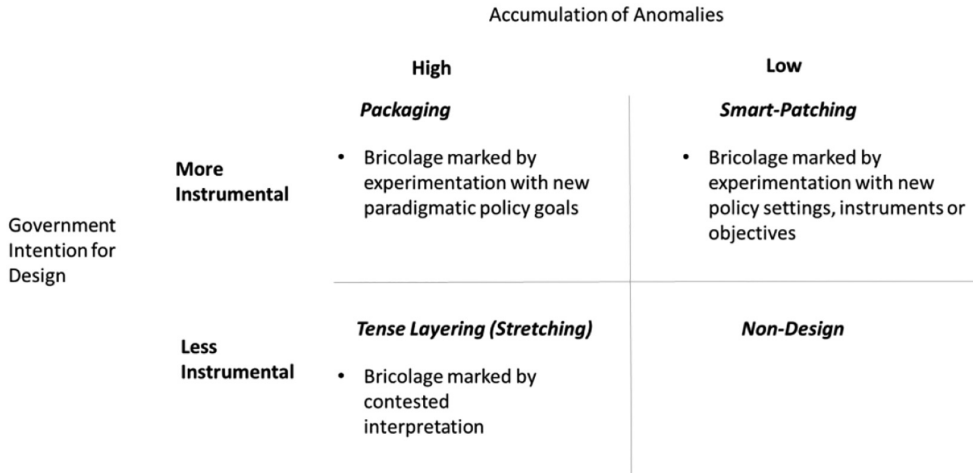 Accumulation of Anomalies
High
Low
Packaging
Smart-Patching
More
Instrumental
• Bricolage marked by
experimentation with new
paradigmatic policy goals
• Bricolage marked by
experimentation with new
policy settings, instruments or
objectives
Government
Intention for
Design
Tense Layering (Stretching)
Non-Design
Less
Instrumental
• Bricolage marked by
contested
interpretation